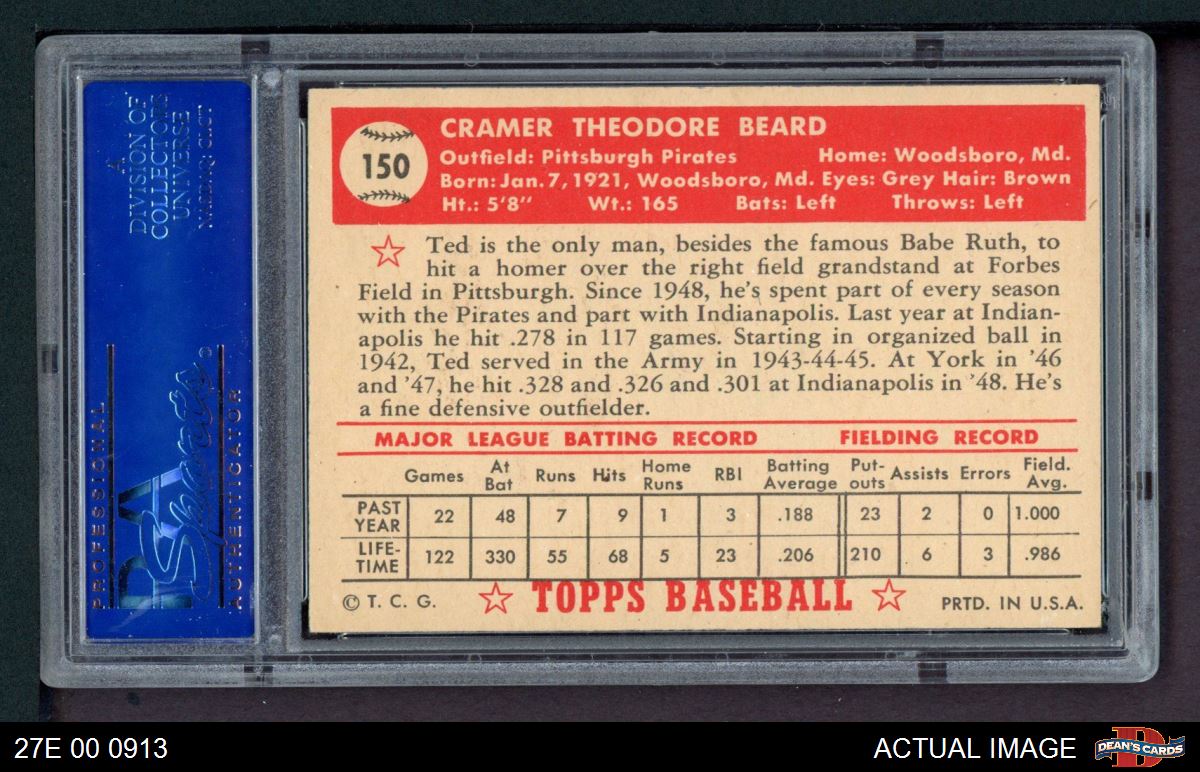 A
DIVISION OF
COLLECTORS
UNIVERSE
NASDAQ: CLCT
PROFESSIONAL
PSA
Sports
AUTHENTICATOR
150
CRAMER THEODORE BEARD
Outfield: Pittsburgh Pirates Home: Woodsboro, Md.
Born: Jan. 7, 1921, Woodsboro, Md. Eyes: Grey Hair: Brown
Ht.: 5'8" Wt.: 165 Bats: Left Throws: Left
Ted is the only man, besides the famous Babe Ruth, to
hit a homer over the right field grandstand at Forbes
Field in Pittsburgh. Since 1948, he's spent part of every season
with the Pirates and part with Indianapolis. Last year at Indian-
apolis he hit .278 in 117 games. Starting in organized ball in
1942, Ted served in the Army in 1943-44-45. At York in '46
and '47, he hit .328 and .326 and .301 at Indianapolis in '48. He's
a fine defensive outfielder.
MAJOR LEAGUE BATTING RECORD FIELDING RECORD
Games At Bat Runs Hits Home Runs RBI Batting Average Put-outs Assists Errors Field. Avg.
PAST YEAR 22 48 7 9 1 3 .188 23 2 0 1.000
LIFE-TIME 122 330 55 68 5 23 .206 210 6 3 .986
© T. C. G. TOPPS BASEBALL PRTD. IN U.S.A.
27E 00 0913 ACTUAL IMAGE DEAN'S CARDS